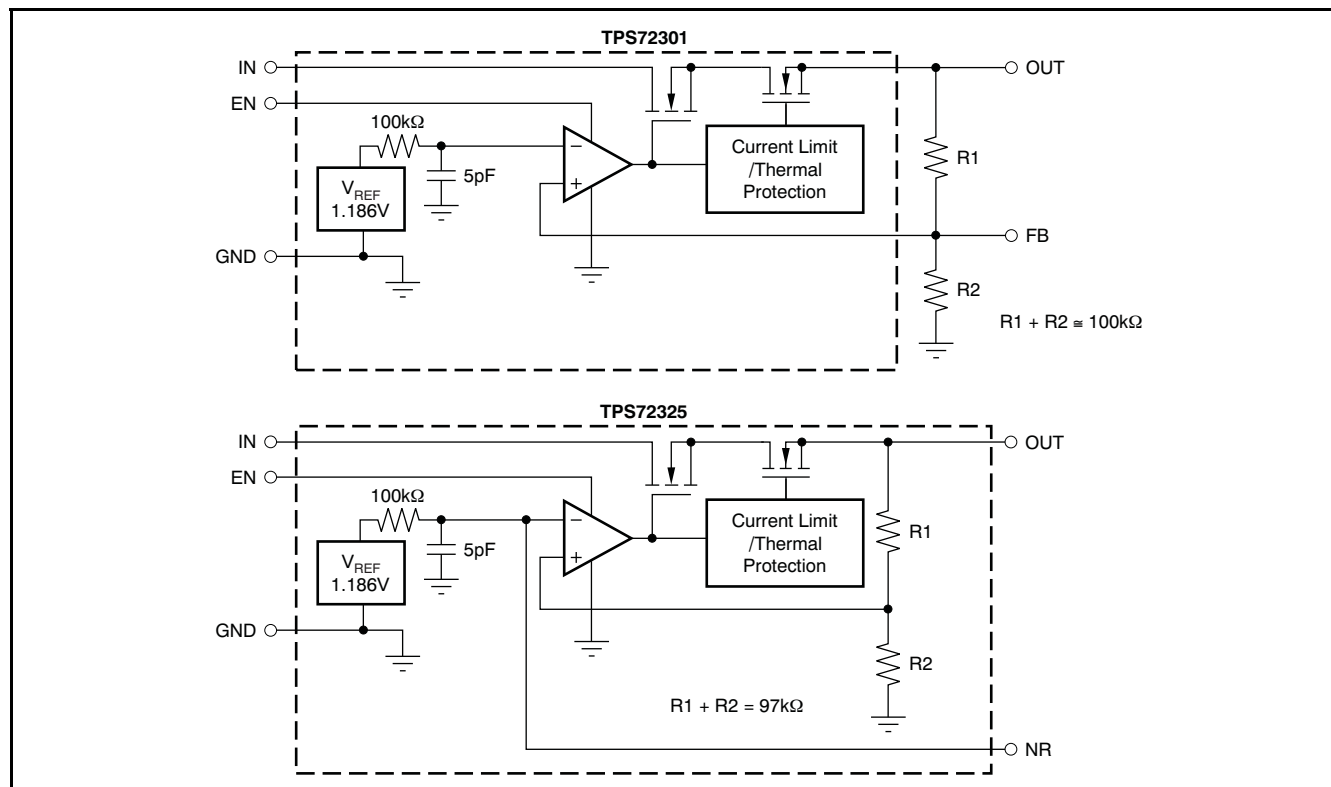 TPS72301
IN
OUT
EN
100kΩ
5pF
VREF
1.186V
−
+
Current Limit
/Thermal
Protection
R1
FB
GND
R2
R1 + R2 ≅ 100kΩ
TPS72325
IN
OUT
EN
100kΩ
5pF
VREF
1.186V
−
+
Current Limit
/Thermal
Protection
R1
GND
R2
R1 + R2 = 97kΩ
NR